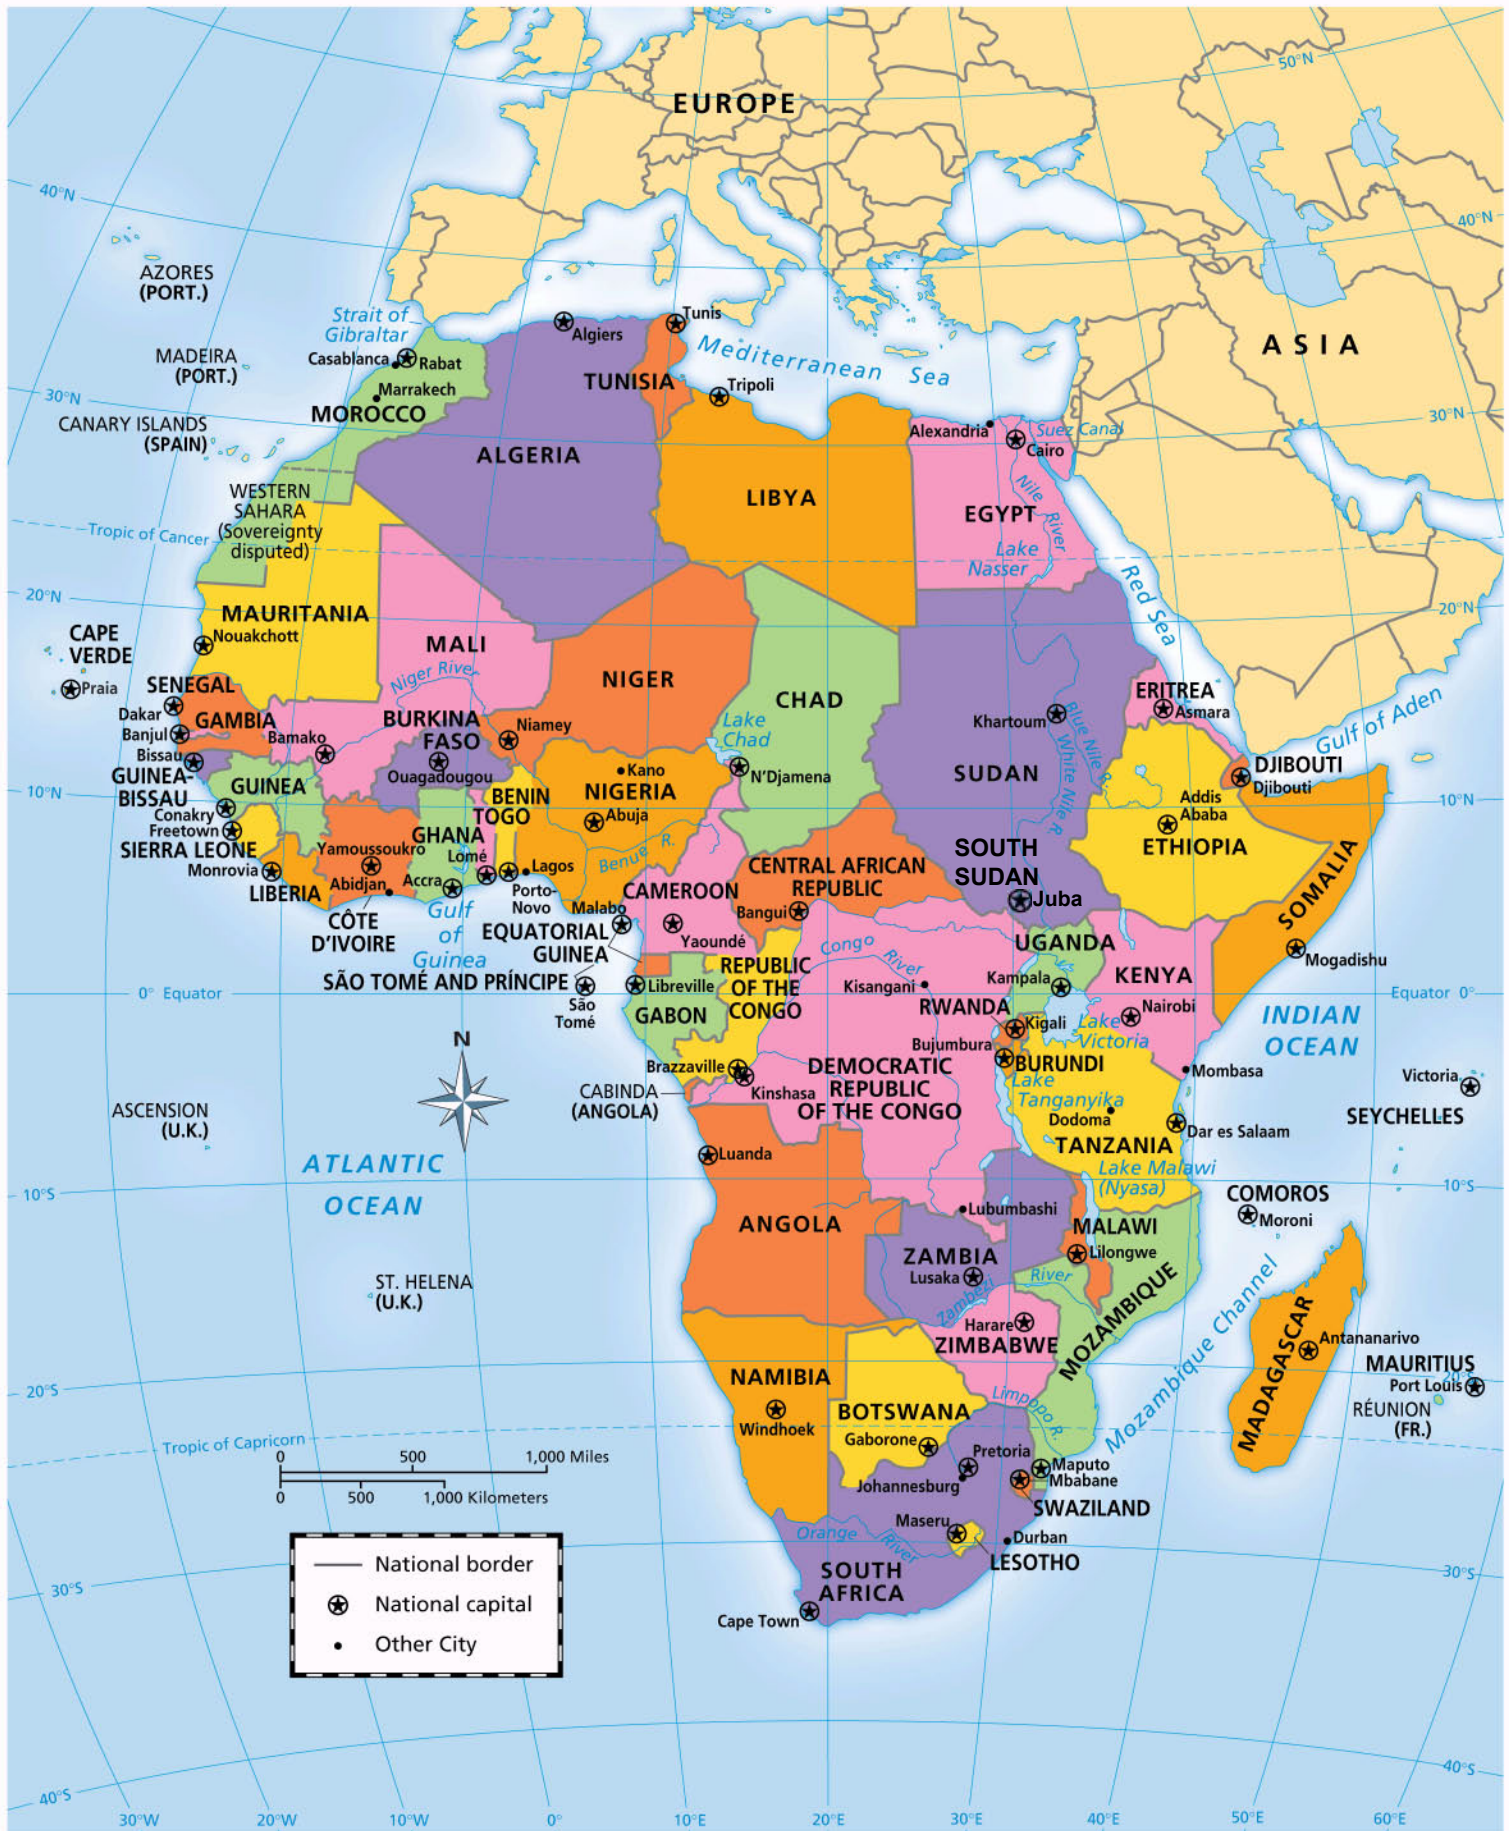 50°N
EUROPE
40°N
40°N
AZORES
(PORT.)
Strait of
Gibraltar
Algiers
Tunis
Mediterranean Sea
ASIA
MADEIRA
(PORT.)
Casablanca
Rabat
Marrakech
MOROCCO
TUNISIA
Tripoli
30°N
30°N
CANARY ISLANDS
(SPAIN)
Alexandria
Suez Canal
Cairo
ALGERIA
LIBYA
Nile River
EGYPT
WESTERN
SAHARA
(Sovereignty
disputed)
Tropic of Cancer
Lake
Nasser
Red Sea
20°N
20°N
MAURITANIA
Nouakchott
CAPE
VERDE
Praia
MALI
Niger River
NIGER
CHAD
SENEGAL
Dakar
GAMBIA
Banjul
Bamako
BURKINA
FASO
Ouagadougou
Niamey
Lake
Chad
N'Djamena
Khartoum
Blue Nile R.
White Nile R.
ERITREA
Asmara
Gulf of Aden
Bissau
GUINEA-
BISSAU
GUINEA
Conakry
Freetown
SIERRA LEONE
Monrovia
LIBERIA
Kano
NIGERIA
Abuja
BENIN
TOGO
GHANA
SUDAN
DJIBOUTI
Djibouti
10°N
10°N
Addis
Ababa
ETHIOPIA
SOMALIA
Yamoussoukro
Lomé
Abidjan
Accra
CÔTE
D'IVOIRE
Lagos
Porto-
Novo
Benue R.
CENTRAL AFRICAN
REPUBLIC
Bangui
SOUTH
SUDAN
Juba
Gulf
of
Guinea
CAMEROON
Malabo
Yaoundé
EQUATORIAL
GUINEA
SÃO TOMÉ AND PRÍNCIPE
São
Tomé
Libreville
GABON
REPUBLIC
OF THE
CONGO
Congo River
Kisangani
UGANDA
Kampala
KENYA
Nairobi
Mogadishu
0° Equator
Equator 0°
INDIAN
OCEAN
RWANDA
Kigali
Lake
Victoria
Bujumbura
BURUNDI
Mombasa
N
Brazzaville
Kinshasa
CABINDA
(ANGOLA)
DEMOCRATIC
REPUBLIC
OF THE CONGO
Lake
Tanganyika
Dodoma
TANZANIA
Dar es Salaam
Victoria
SEYCHELLES
ASCENSION
(U.K.)
ATLANTIC
OCEAN
Luanda
Lake Malawi
(Nyasa)
10°S
10°S
ANGOLA
Lubumbashi
COMOROS
Moroni
MALAWI
Lilongwe
ZAMBIA
Lusaka
Zambezi River
ST. HELENA
(U.K.)
Harare
ZIMBABWE
MOZAMBIQUE
Mozambique Channel
MADAGASCAR
Antananarivo
MAURITIUS
Port Louis
20°S
20°S
RÉUNION
(FR.)
NAMIBIA
Windhoek
BOTSWANA
Gaborone
Limpopo R.
Tropic of Capricorn
Pretoria
Johannesburg
Maputo
Mbabane
SWAZILAND
0 500 1,000 Miles
0 500 1,000 Kilometers
Maseru
Orange River
Durban
LESOTHO
SOUTH
AFRICA
Cape Town
National border
National capital
Other City
30°S
30°S
40°S
40°S
30°W 20°W 10°W 0° 10°E 20°E 30°E 40°E 50°E 60°E